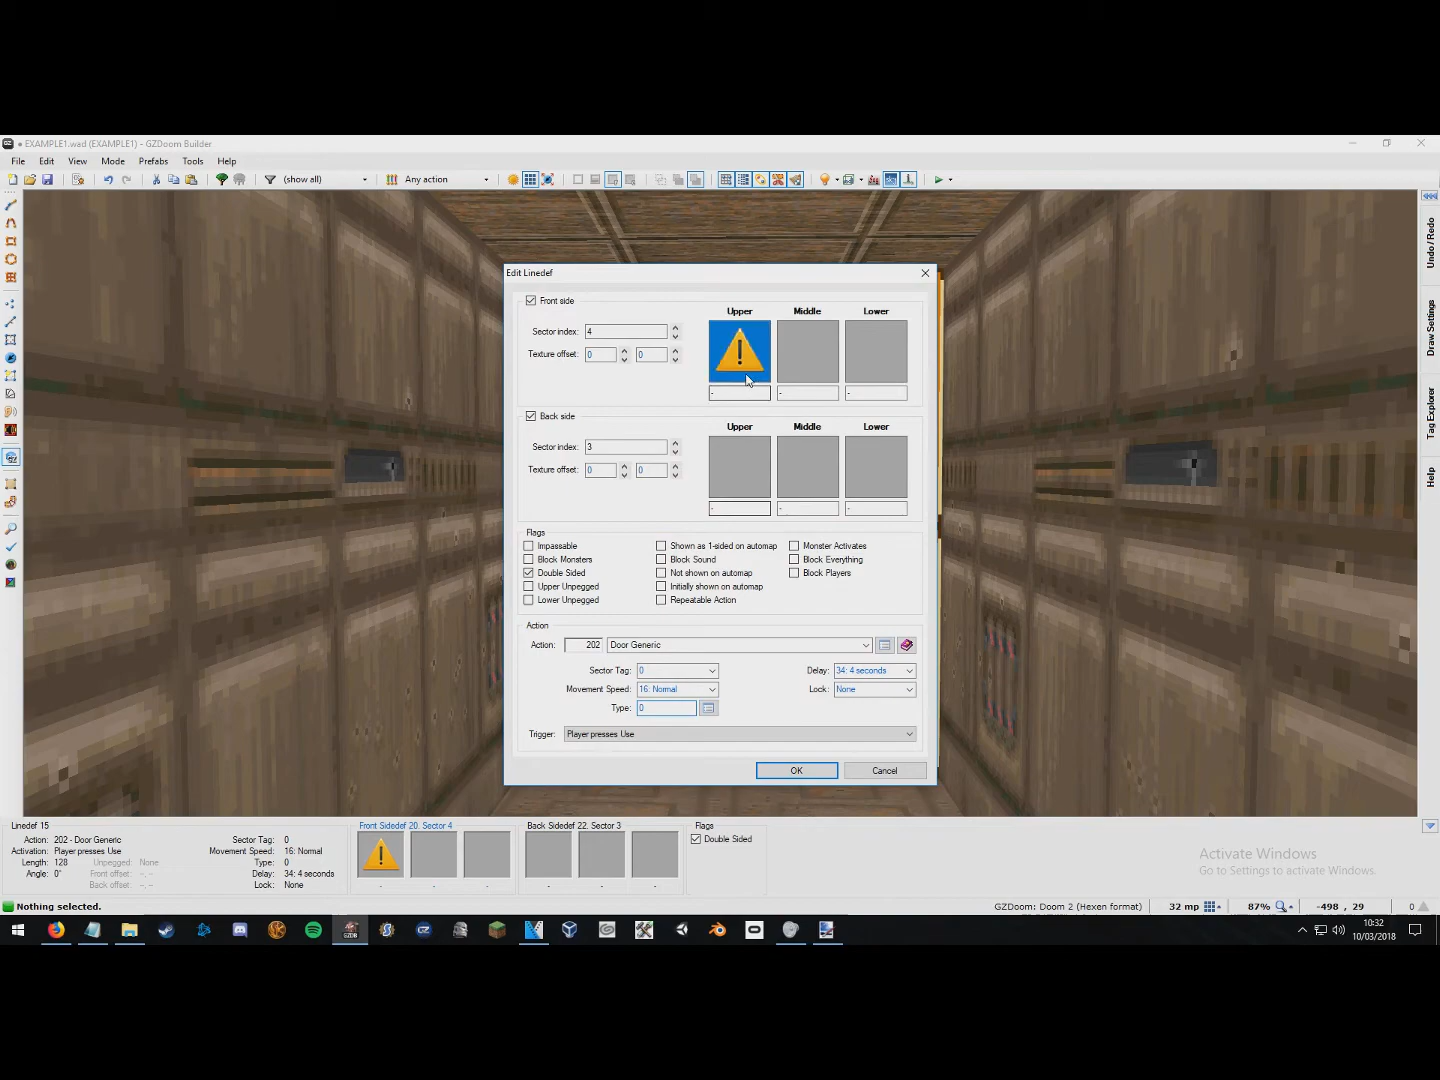 EXAMPLE1.wad (EXAMPLE1) - GZDoom Builder
File Edit View Mode Prefabs Tools Help
(show all) Any action
Undo/Redo
Draw Settings
Tag Explorer
Help
Edit Linedef
Front side
Upper Middle Lower
Sector index: 4
Texture offset: 0 0
- - -
Back side
Upper Middle Lower
Sector index: 3
Texture offset: 0 0
- - -
Flags
Impassable Shown as 1-sided on automap Monster Activates
Block Monsters Block Sound Block Everything
Double Sided Not shown on automap Block Players
Upper Unpegged Initially shown on automap
Lower Unpegged Repeatable Action
Action
Action: 202 Door Generic
Sector Tag: 0 Delay: 34: 4 seconds
Movement Speed: 16: Normal Lock: None
Type: 0
Trigger: Player presses Use
OK Cancel
Linedef 15
Action: 202 - Door Generic Sector Tag: 0
Activation: Player presses Use Movement Speed: 16: Normal
Length: 128 Unpegged: None Type: 0
Angle: 0° Front offset: --, -- Delay: 34: 4 seconds
Back offset: --, -- Lock: None
Front Sidedef 20. Sector 4
- - -
Back Sidedef 22. Sector 3
- - -
Flags
Double Sided
Activate Windows
Go to Settings to activate Windows.
Nothing selected. GZDoom: Doom 2 (Hexen format) 32 mp 87% -498 , 29 0
GZDB
10:32
10/03/2018